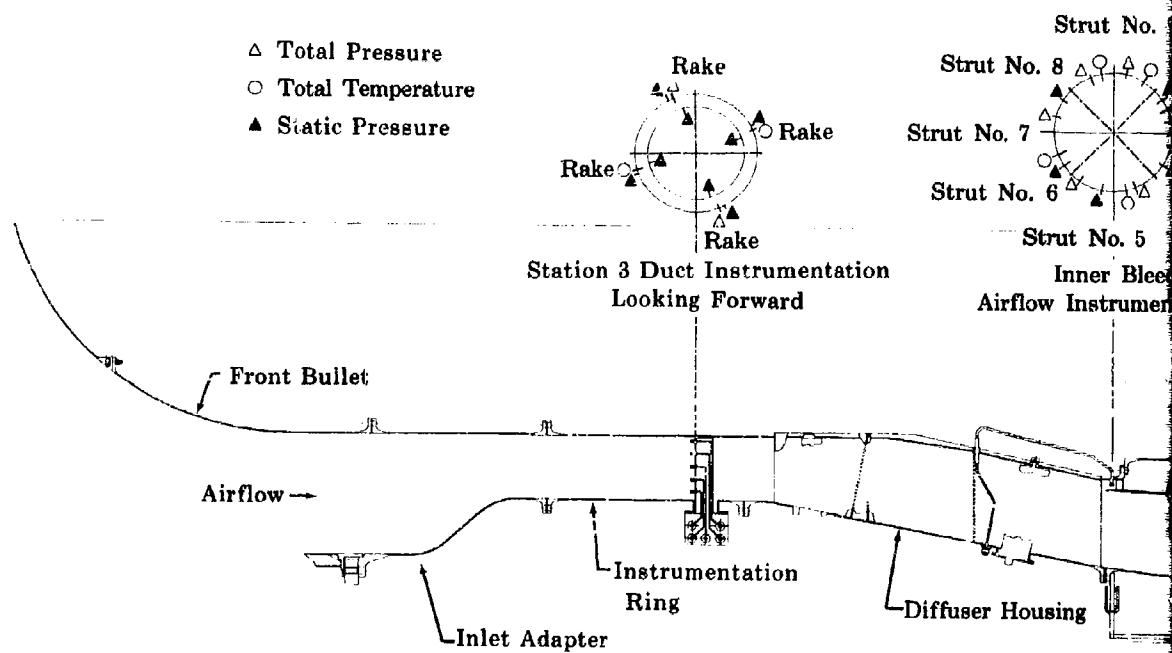 Total Pressure
Total Temperature
Static Pressure
Rake
Rake
Rake
Rake
Station 3 Duct Instrumentation
Looking Forward
Strut No.
Strut No. 8
Strut No. 7
Strut No. 6
Strut No. 5
Inner Blee
Airflow Instrumen
Front Bullet
Airflow
Instrumentation
Ring
Inlet Adapter
Diffuser Housing